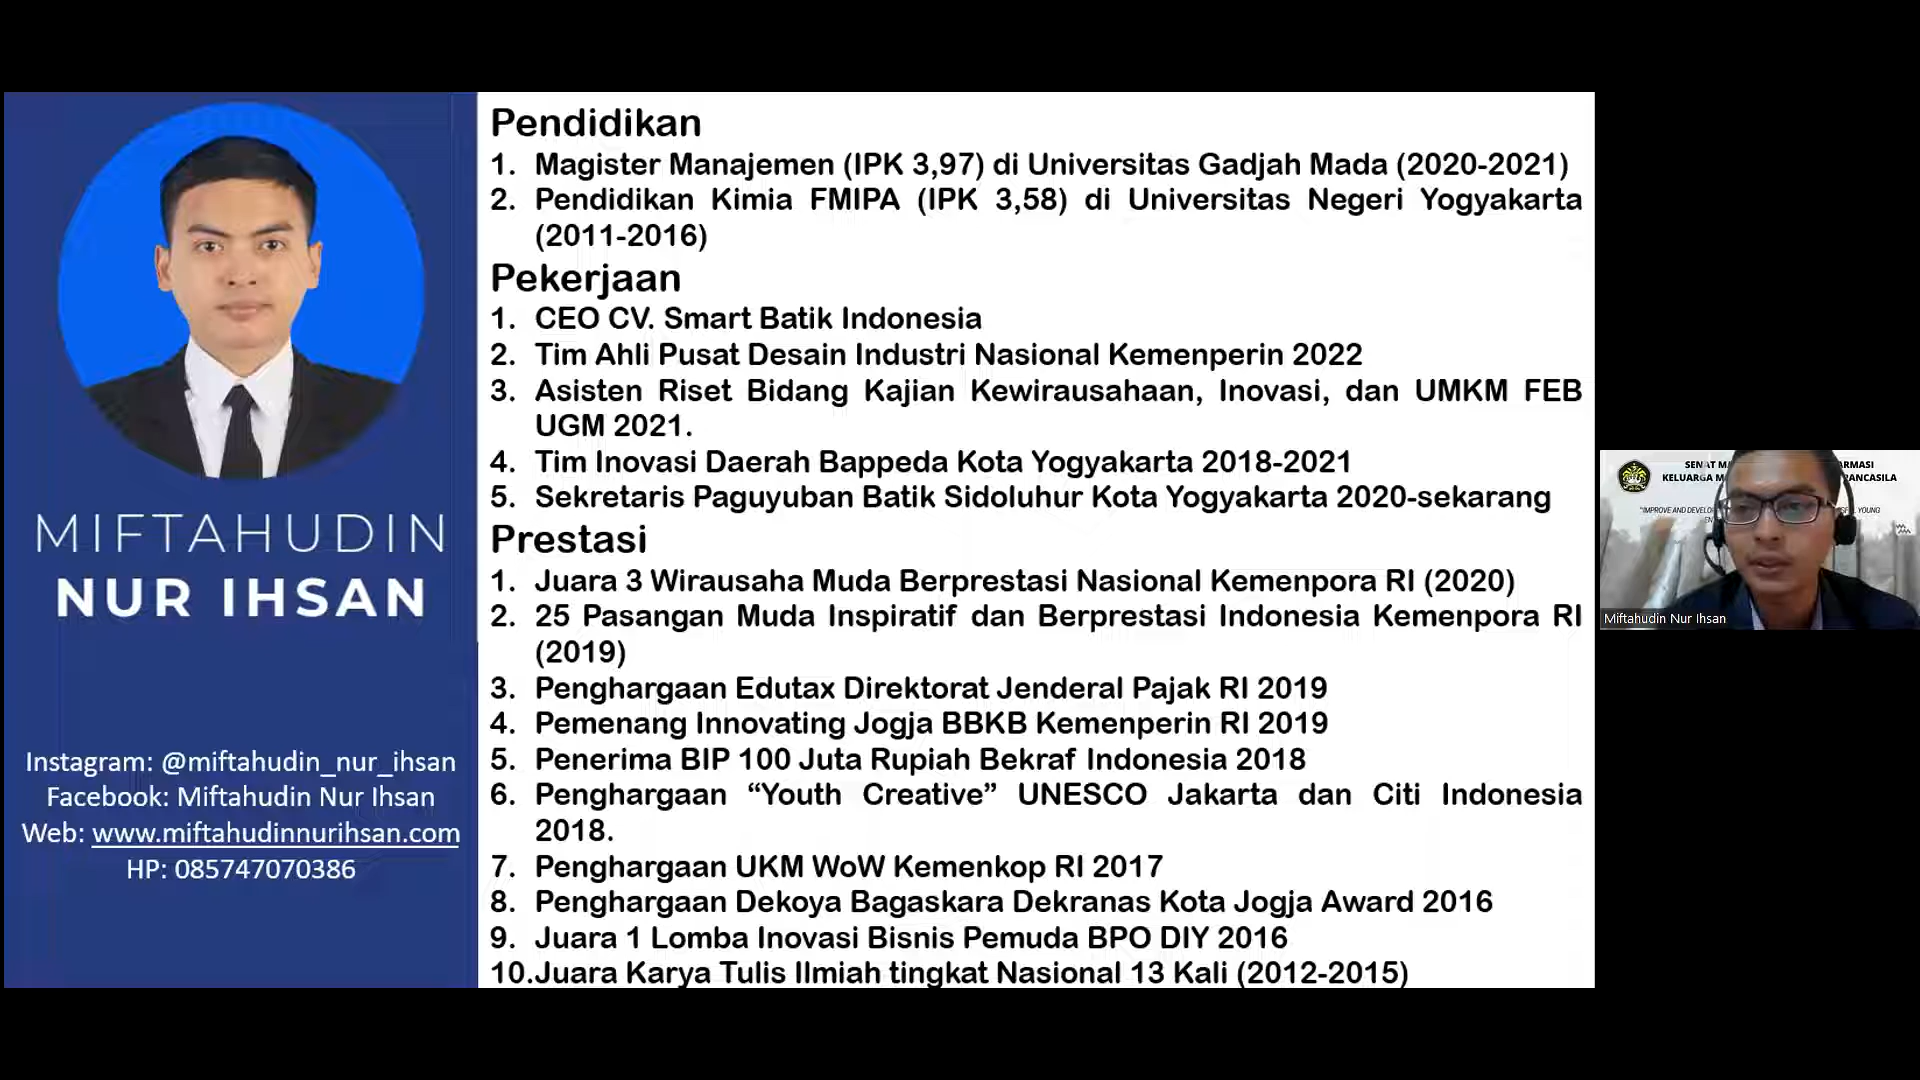 MIFTAHUDIN
NUR IHSAN
Instagram: @miftahudin_nur_ihsan
Facebook: Miftahudin Nur Ihsan
Web: www.miftahudinnurihsan.com
HP: 085747070386
Pendidikan
1. Magister Manajemen (IPK 3,97) di Universitas Gadjah Mada (2020-2021)
2. Pendidikan Kimia FMIPA (IPK 3,58) di Universitas Negeri Yogyakarta
(2011-2016)
Pekerjaan
1. CEO CV. Smart Batik Indonesia
2. Tim Ahli Pusat Desain Industri Nasional Kemenperin 2022
3. Asisten Riset Bidang Kajian Kewirausahaan, Inovasi, dan UMKM FEB
UGM 2021.
4. Tim Inovasi Daerah Bappeda Kota Yogyakarta 2018-2021
5. Sekretaris Paguyuban Batik Sidoluhur Kota Yogyakarta 2020-sekarang
Prestasi
1. Juara 3 Wirausaha Muda Berprestasi Nasional Kemenpora RI (2020)
2. 25 Pasangan Muda Inspiratif dan Berprestasi Indonesia Kemenpora RI
(2019)
3. Penghargaan Edutax Direktorat Jenderal Pajak RI 2019
4. Pemenang Innovating Jogja BBKB Kemenperin RI 2019
5. Penerima BIP 100 Juta Rupiah Bekraf Indonesia 2018
6. Penghargaan “Youth Creative” UNESCO Jakarta dan Citi Indonesia
2018.
7. Penghargaan UKM WoW Kemenkop RI 2017
8. Penghargaan Dekoya Bagaskara Dekranas Kota Jogja Award 2016
9. Juara 1 Lomba Inovasi Bisnis Pemuda BPO DIY 2016
10.Juara Karya Tulis Ilmiah tingkat Nasional 13 Kali (2012-2015)
KELUARGA
"IMPROVE AND YOUNG
Miftahudin Nur Ihsan